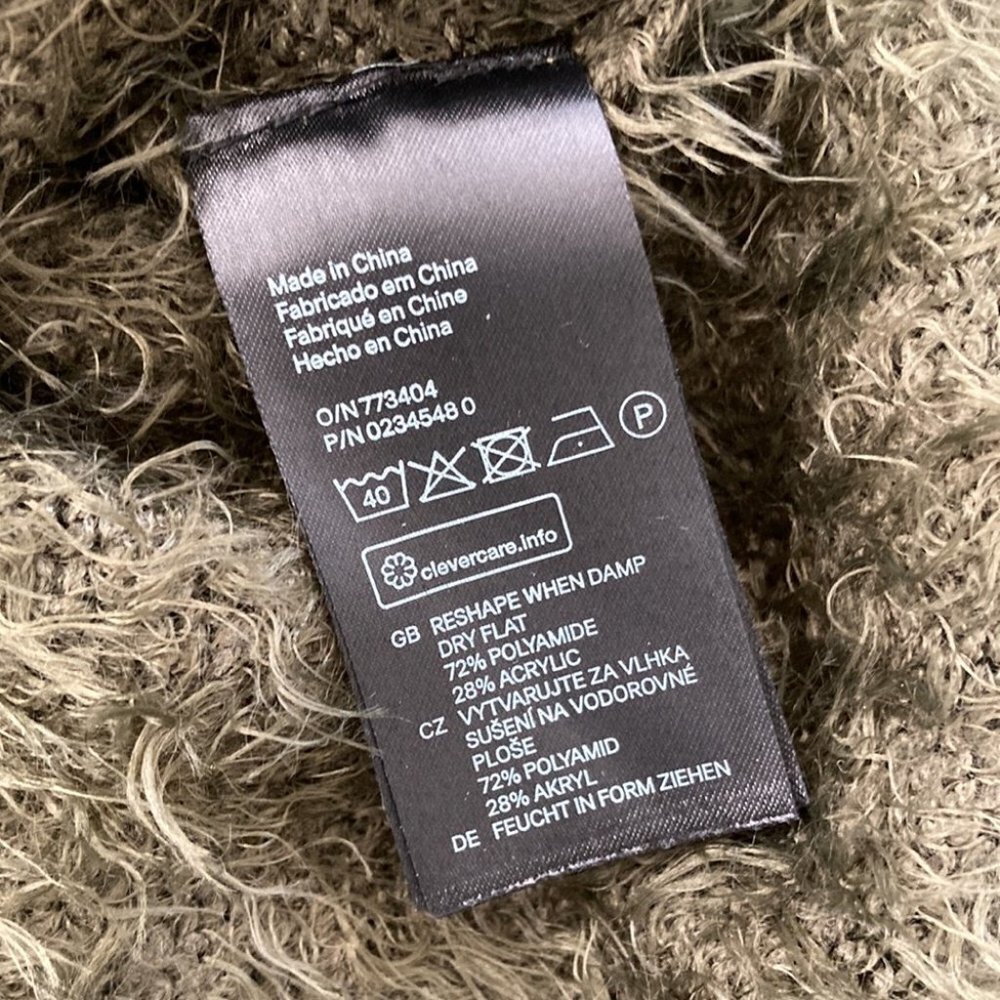 Made in China
Fabricado em China
Fabriqué en Chine
Hecho en China
O/N 773404
P/N 0234548 0
40
P
clevercare.info
GB RESHAPE WHEN DAMP
DRY FLAT
72% POLYAMIDE
28% ACRYLIC
CZ VYTVARUJTE ZA VLHKA
SUŠENÍ NA VODOROVNÉ
PLOŠE
72% POLYAMID
28% AKRYL
DE FEUCHT IN FORM ZIEHEN